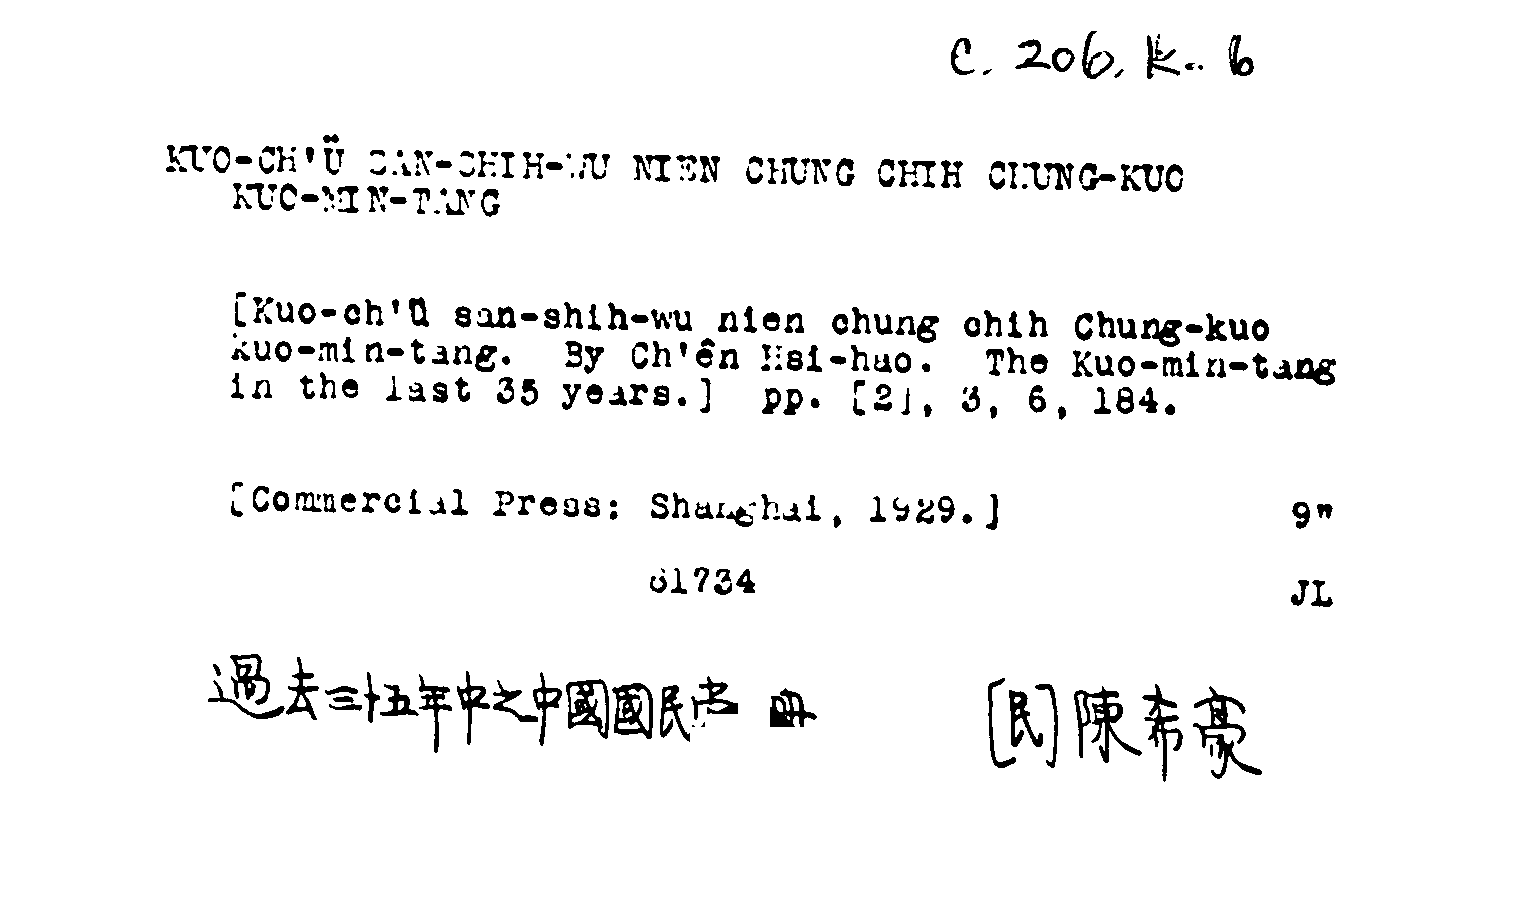 C. 206. k. 6
KUO-CH'Ü SAN-SHIH-WU NIEN CHUNG CHIH CHUNG-KUO
KUO-MIN-TANG
[Kuo-ch'ü san-shih-wu nien chung chih Chung-kuo
kuo-min-tang. By Ch'ên Hsi-hao. The Kuo-min-tang
in the last 35 years.] pp. [2], 3, 6, 184.
[Commercial Press: Shanghai, 1929.] 9"
61734 JL
過去三十五年中之中國國民 冊 [民] 陳希豪